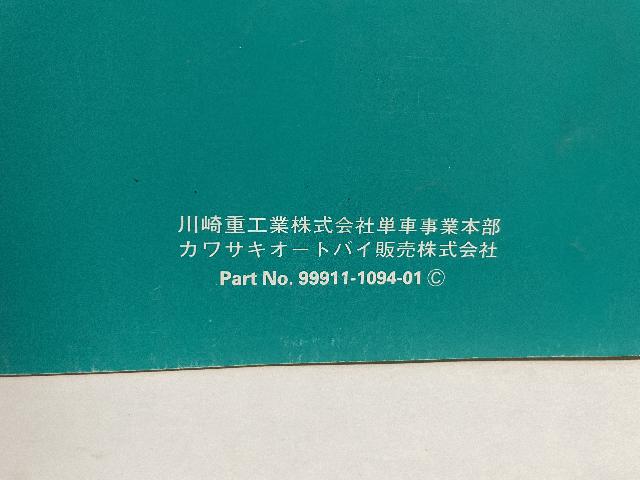 川崎重工業株式会社単車事業本部
カワサキオートバイ販売株式会社
Part No. 99911-1094-01 Ⓒ